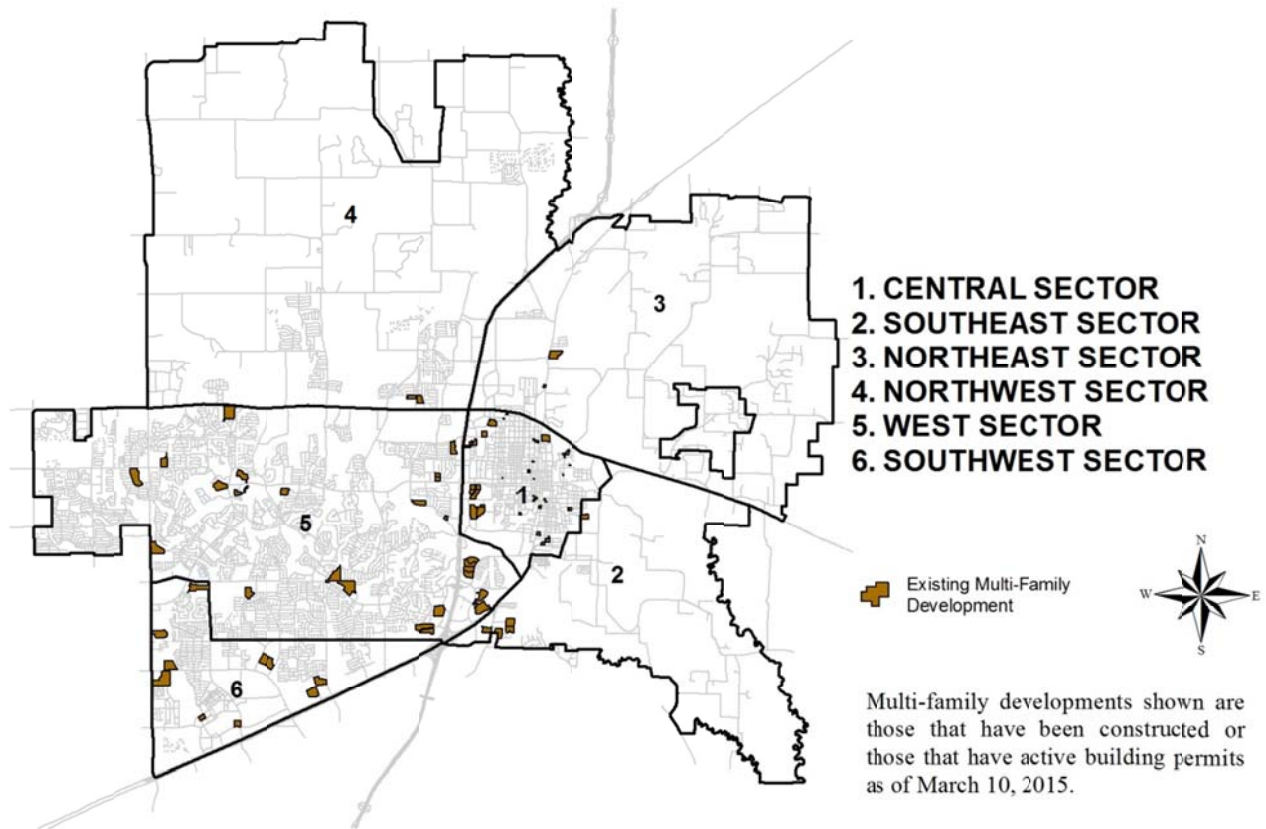 4
3
1. CENTRAL SECTOR
2. SOUTHEAST SECTOR
3. NORTHEAST SECTOR
4. NORTHWEST SECTOR
5. WEST SECTOR
6. SOUTHWEST SECTOR
1
5
2
6
Existing Multi-Family
Development
N
W
E
S
Multi-family developments shown are
those that have been constructed or
those that have active building permits
as of March 10, 2015.